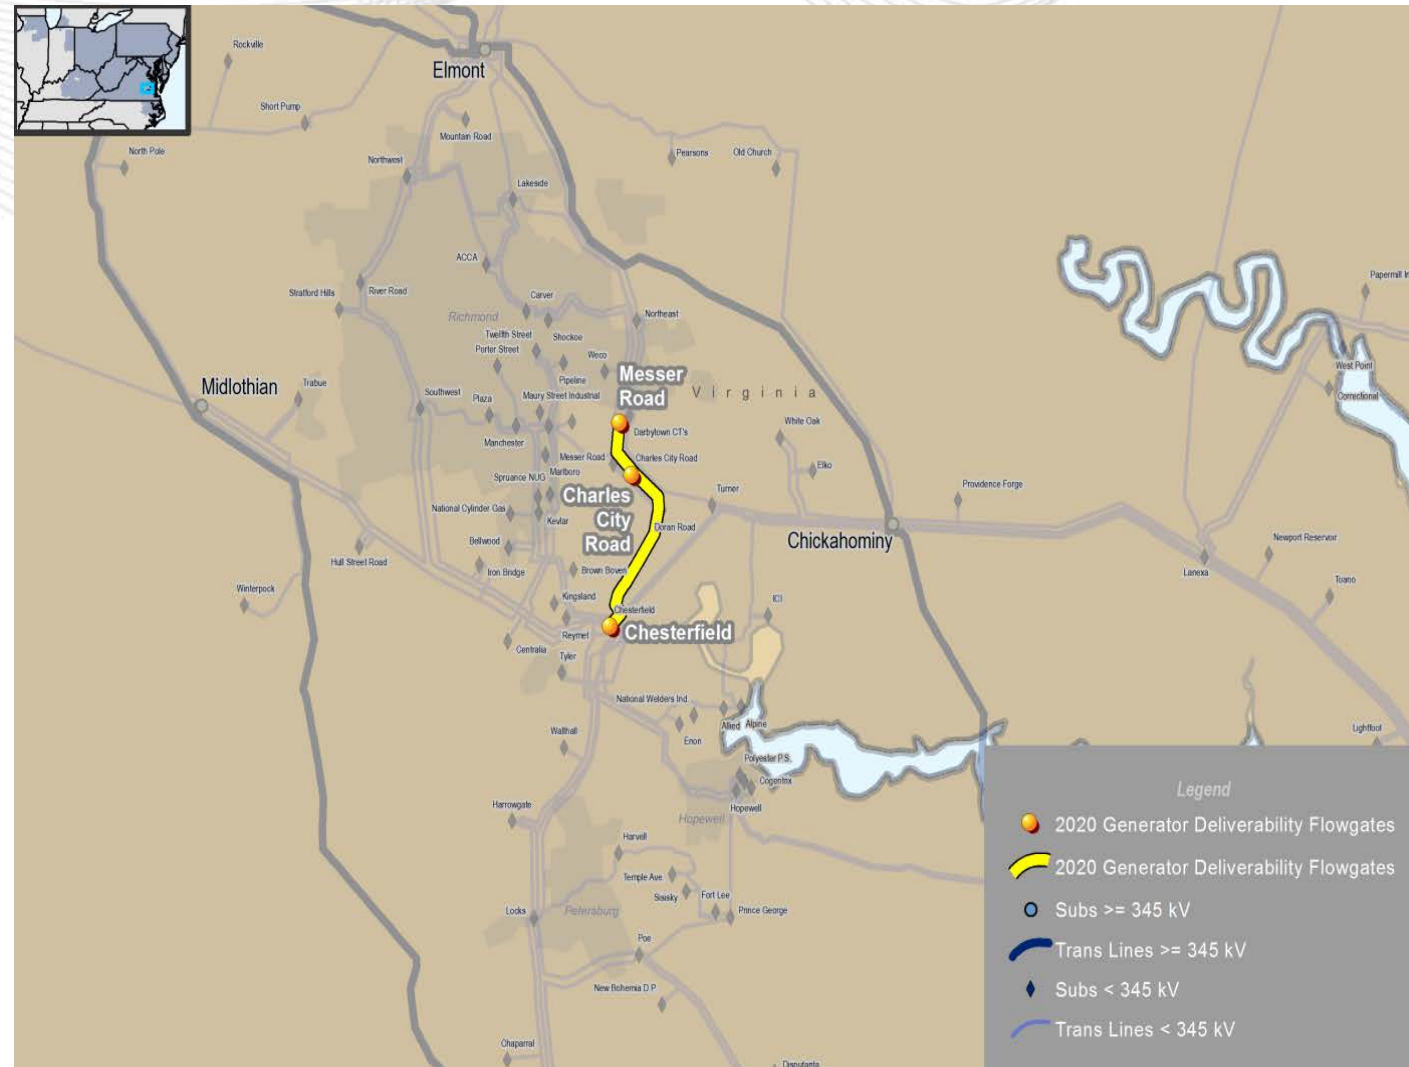 Elmont
Rockville
Short Pump
Mountain Road
North Pole
Northwest
Pearsons
Old Church
Lakeside
ACCA
Stratford Hills
River Road
Carver
Richmond
Northeast
Twelfth Street
Shockoe
Porter Street
Weco
Papermill In
West Point
Correctional
Pipeline
Messer
Road
Virginia
Midlothian
Trabue
Southwest
Plaza
Maury Street Industrial
Manchester
Darbytown CT's
White Oak
Messer Road
Charles City Road
Elko
Spruance NUG
Marlboro
Charles
City
Road
Turner
Providence Forge
National Cylinder Gas
Kevlar
Doran Road
Chickahominy
Newport Reservoir
Bellwood
Hull Street Road
Iron Bridge
Brown Boveri
Lanexa
Toano
Winterpock
Kingsland
Chesterfield
ICI
Reymet
Chesterfield
Centralia
Tyler
National Welders Ind
Allied
Alpine
Walthall
Enon
Lightfoot
Polyester P.S.
Cogentrix
Hopewell
Harrowgate
Hopewell
Harvell
Temple Ave
Sisisky
Fort Lee
Locks
Petersburg
Prince George
Poe
New Bohemia D.P
Chaparral
Disputanta
Legend
2020 Generator Deliverability Flowgates
2020 Generator Deliverability Flowgates
Subs >= 345 kV
Trans Lines >= 345 kV
Subs < 345 kV
Trans Lines < 345 kV